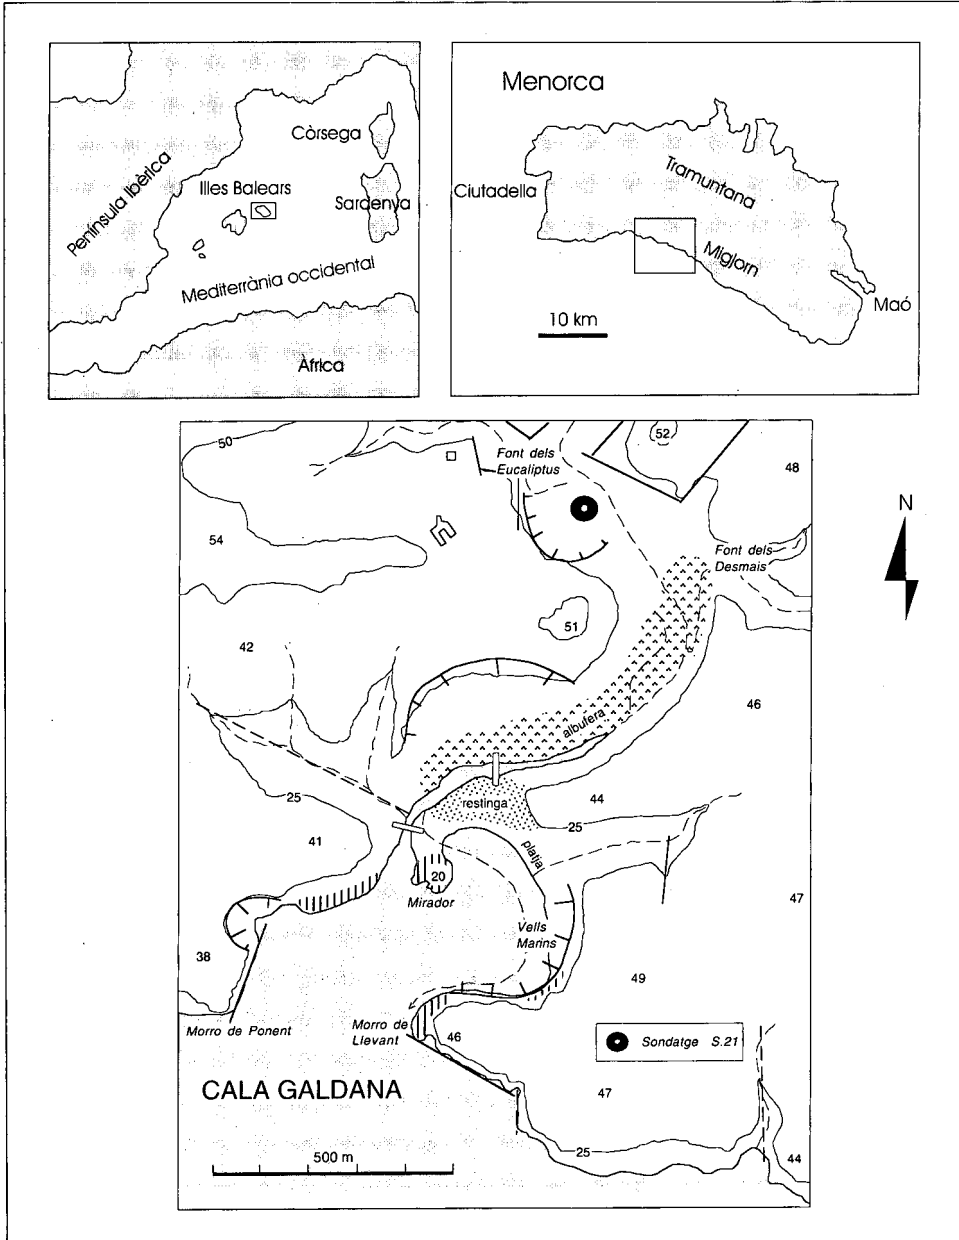 Còrsega
Illes Balears
Sardenya
Península Ibèrica
Mediterrània occidental
Àfrica
Menorca
Ciutadella
Tramuntana
Migjorn
Maó
10 km
50
Font dels
Eucaliptus
52
48
54
Font dels
Desmais
N
51
42
46
albufera
25
restinga
44
25
41
platja
20
Mirador
47
Vells
Marins
38
49
Morro de Ponent
Morro de
Llevant
46
Sondatge S.21
CALA GALDANA
47
25
44
500 m